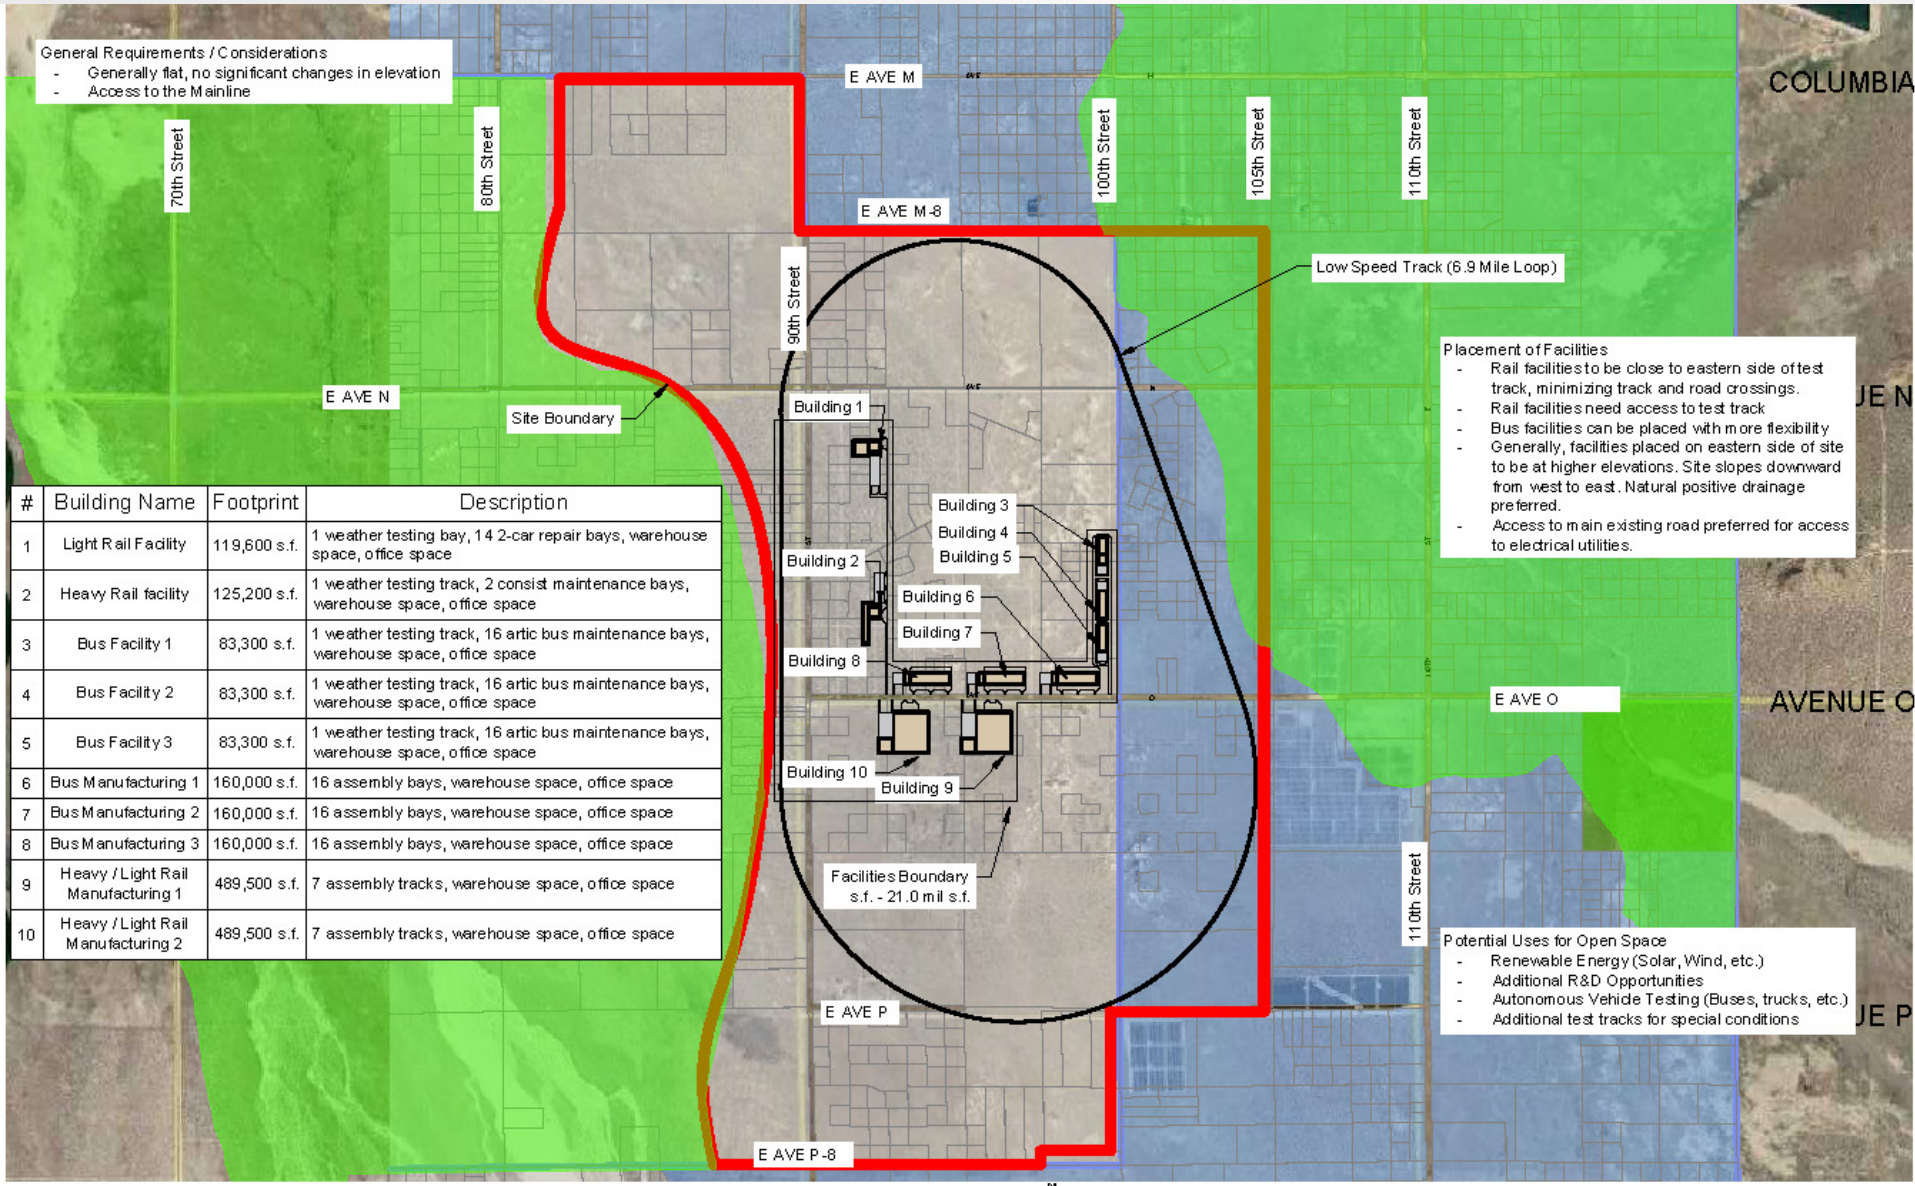 General Requirements / Considerations
- Generally flat, no significant changes in elevation
- Access to the Mainline
E AVE M
COLUMBIA
70th Street
80th Street
100th Street
105th Street
110th Street
E AVE M-8
90th Street
Low Speed Track (6.9 Mile Loop)
E AVE N
Site Boundary
Building 1
Placement of Facilities
- Rail facilities to be close to eastern side of test
track, minimizing track and road crossings.
- Rail facilities need access to test track
- Bus facilities can be placed with more flexibility
- Generally, facilities placed on eastern side of site
to be at higher elevations. Site slopes downward
from west to east. Natural positive drainage
preferred.
- Access to main existing road preferred for access
to electrical utilities.
UE N
# Building Name Footprint Description
1 Light Rail Facility 119,600 s.f. 1 weather testing bay, 14 2-car repair bays, warehouse
space, office space
2 Heavy Rail facility 125,200 s.f. 1 weather testing track, 2 consist maintenance bays,
warehouse space, office space
3 Bus Facility 1 83,300 s.f. 1 weather testing track, 16 artic bus maintenance bays,
warehouse space, office space
4 Bus Facility 2 83,300 s.f. 1 weather testing track, 16 artic bus maintenance bays,
warehouse space, office space
5 Bus Facility 3 83,300 s.f. 1 weather testing track, 16 artic bus maintenance bays,
warehouse space, office space
6 Bus Manufacturing 1 160,000 s.f. 16 assembly bays, warehouse space, office space
7 Bus Manufacturing 2 160,000 s.f. 16 assembly bays, warehouse space, office space
8 Bus Manufacturing 3 160,000 s.f. 16 assembly bays, warehouse space, office space
9 Heavy / Light Rail
Manufacturing 1 489,500 s.f. 7 assembly tracks, warehouse space, office space
10 Heavy / Light Rail
Manufacturing 2 489,500 s.f. 7 assembly tracks, warehouse space, office space
Building 3
Building 4
Building 5
Building 2
Building 6
Building 7
Building 8
E AVE O
AVENUE O
Building 10
Building 9
Facilities Boundary
s.f. - 21.0 mil s.f.
110th Street
Potential Uses for Open Space
- Renewable Energy (Solar, Wind, etc.)
- Additional R&D Opportunities
- Autonomous Vehicle Testing (Buses, trucks, etc.)
- Additional test tracks for special conditions
E AVE P
UE P
E AVE P-8